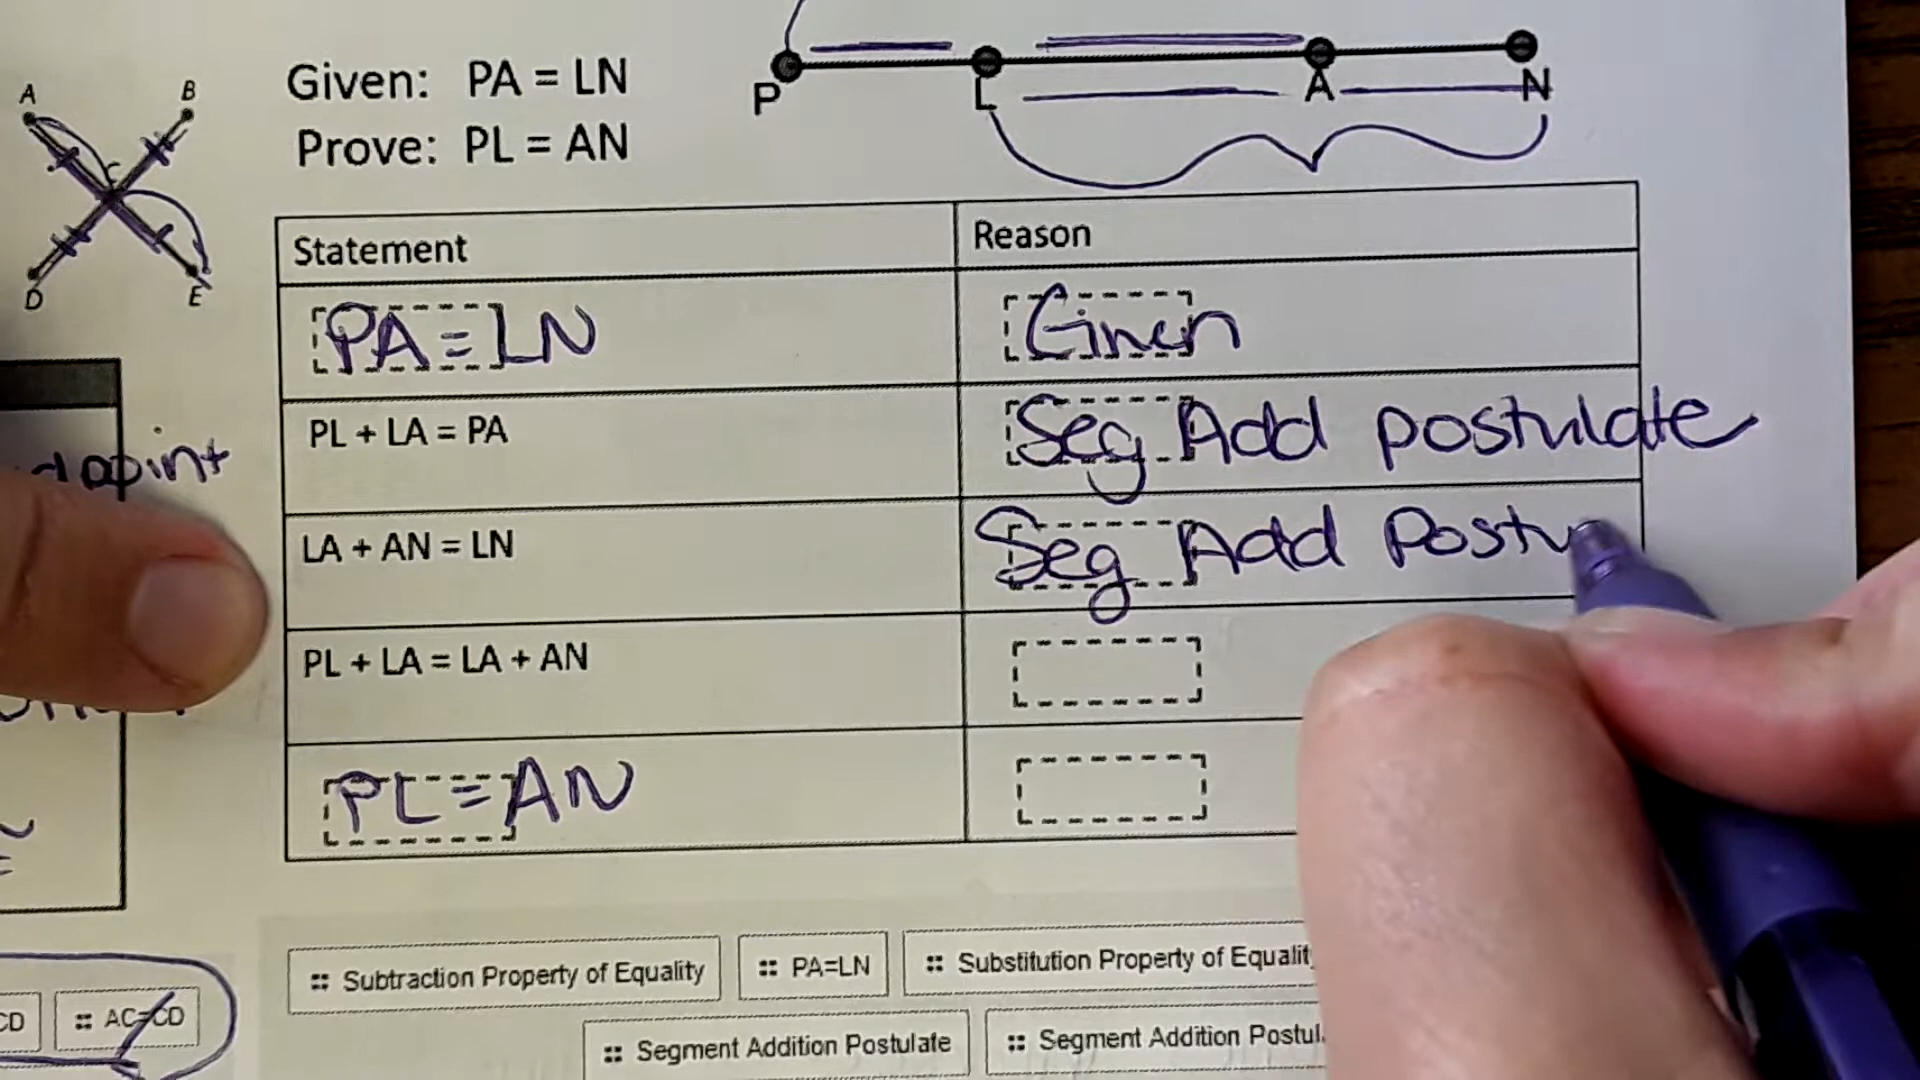 Given: PA = LN
Prove: PL = AN
P L A N
A B
C
D E
Statement Reason
PA = LN Given
PL + LA = PA Seg Add postulate
LA + AN = LN Seg Add Postu
PL + LA = LA + AN
PL = AN
:: Subtraction Property of Equality :: PA=LN :: Substitution Property of Equalit
CD :: AC=CD
:: Segment Addition Postulate :: Segment Addition Postul